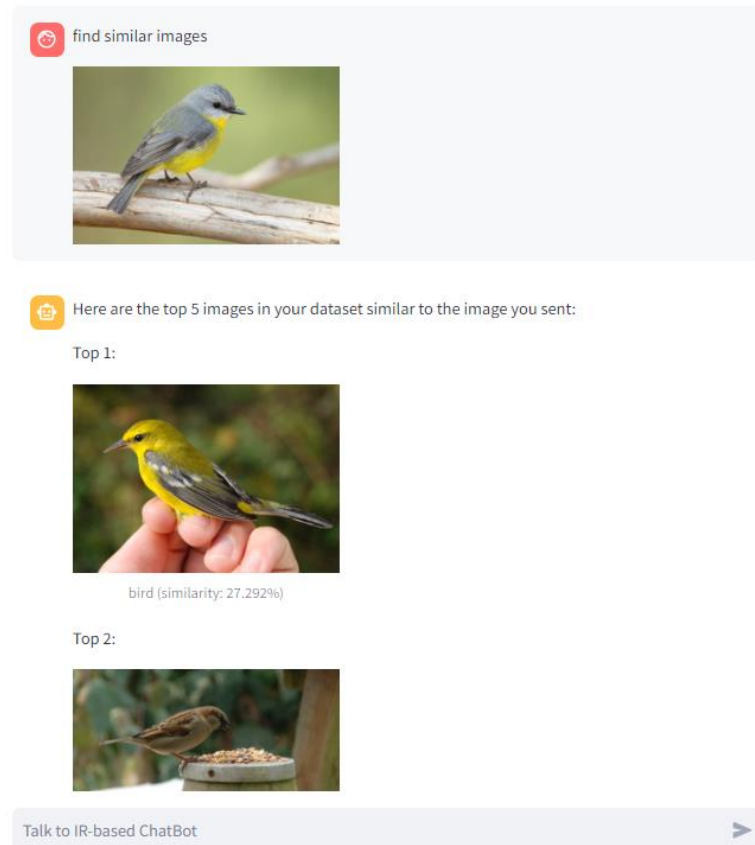 find similar images
Here are the top 5 images in your dataset similar to the image you sent:
Top 1:
bird (similarity: 27.292%)
Top 2:
Talk to IR-based ChatBot